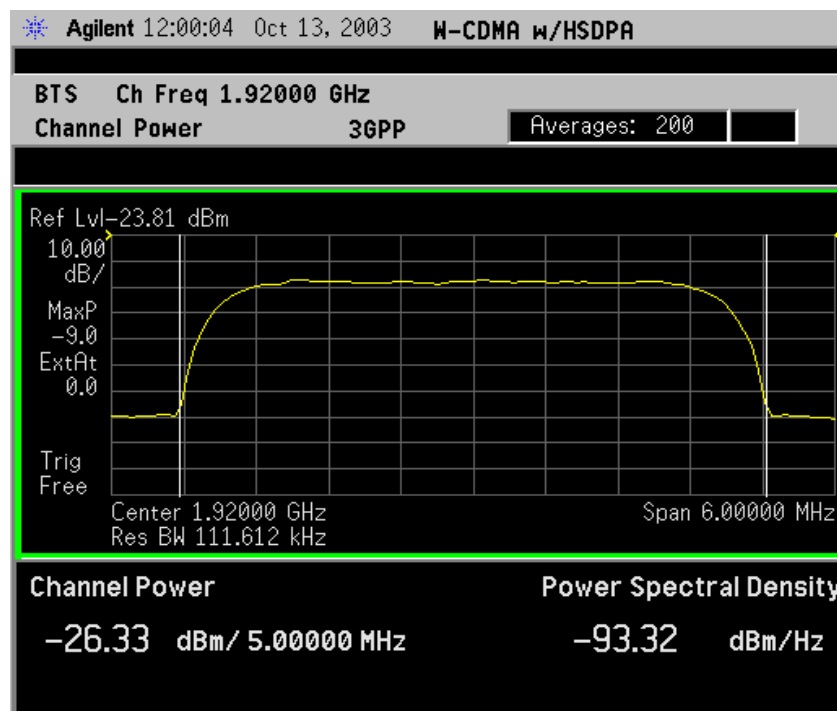 Agilent 12:00:04 Oct 13, 2003 W-CDMA w/HSDPA
BTS Ch Freq 1.92000 GHz
Channel Power 3GPP Averages: 200
Ref Lvl-23.81 dBm
10.00
dB/
MaxP
-9.0
ExtAt
0.0
Trig
Free
Center 1.92000 GHz Span 6.00000 MHz
Res BW 111.612 kHz
Channel Power Power Spectral Density
-26.33 dBm/ 5.00000 MHz -93.32 dBm/Hz